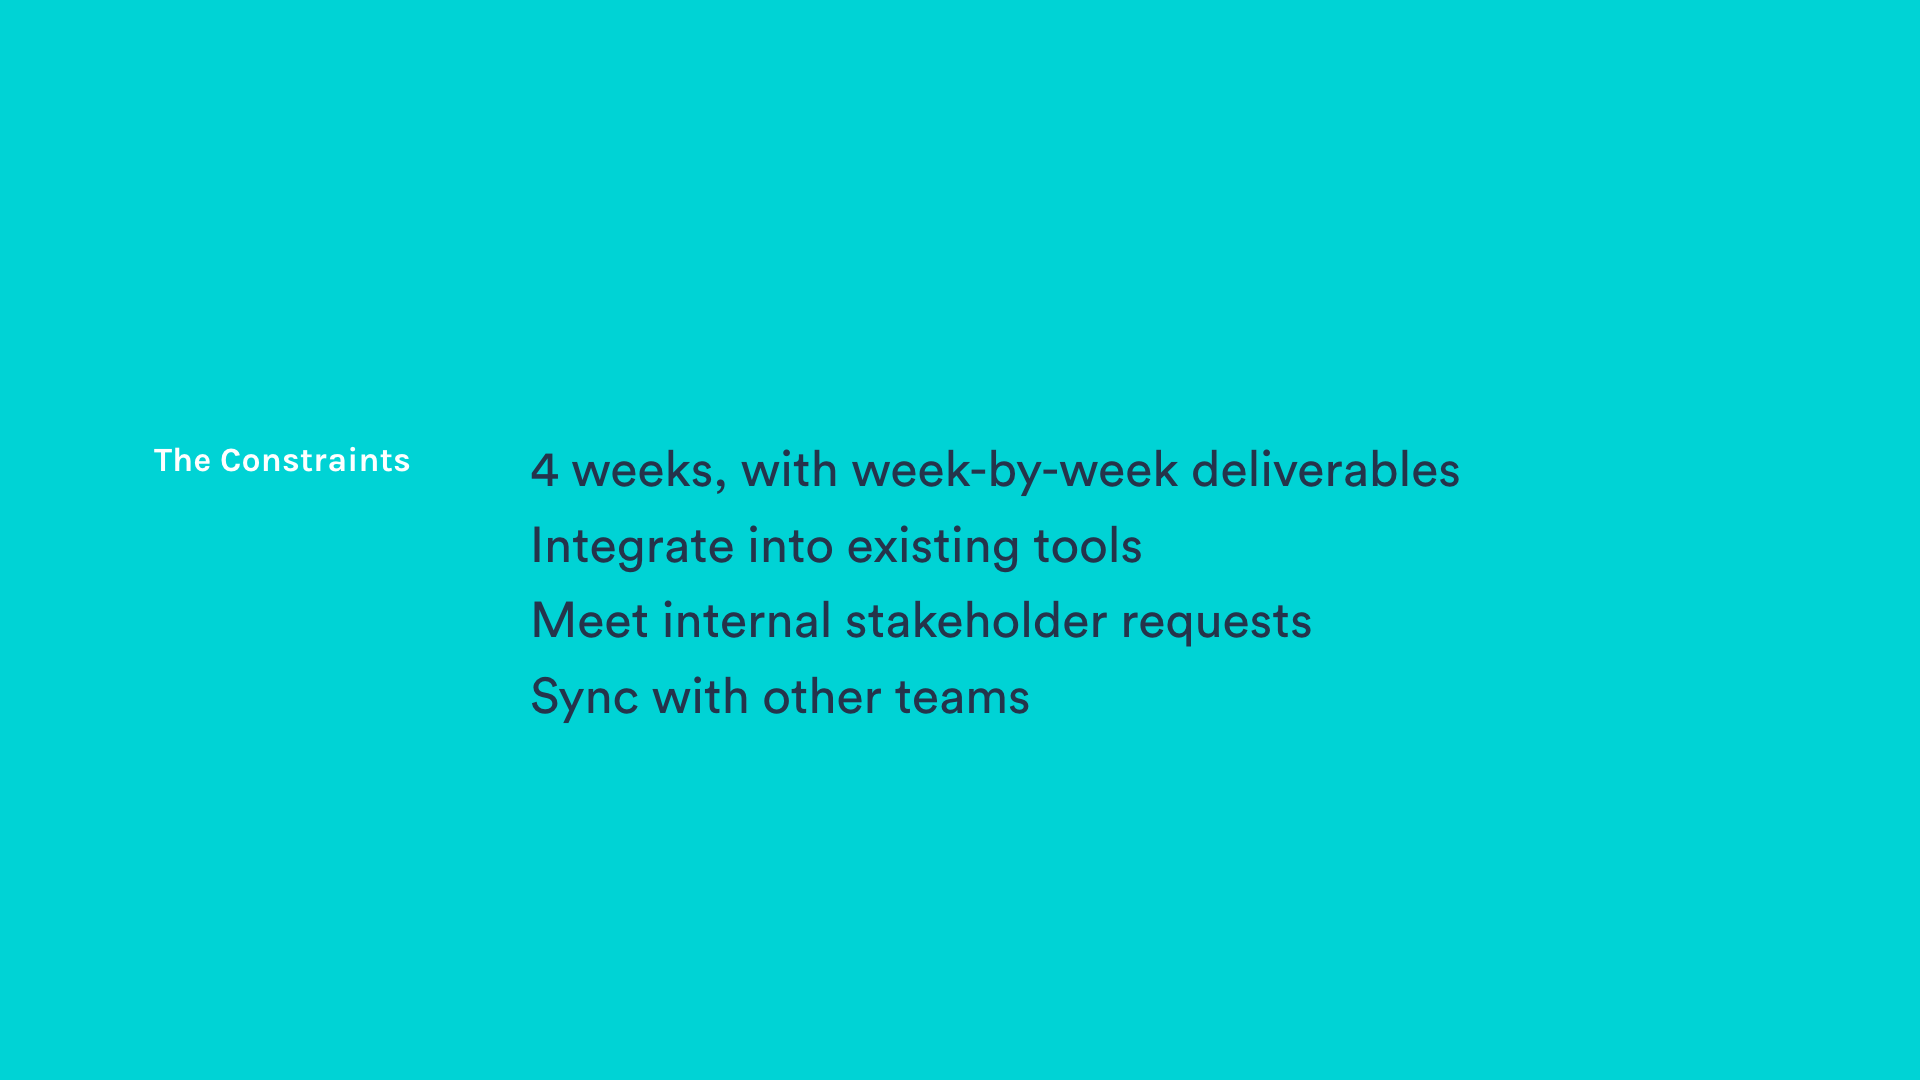 The Constraints
4 weeks, with week-by-week deliverables
Integrate into existing tools
Meet internal stakeholder requests
Sync with other teams